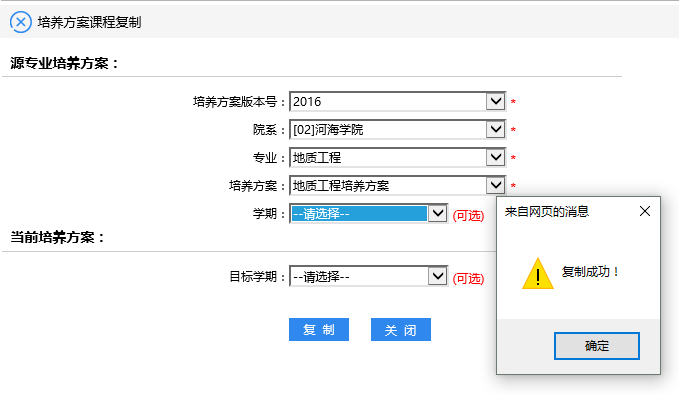 培养方案课程复制
源专业培养方案：
培养方案版本号： 2016 *
院系： [02]河海学院 *
专业： 地质工程 *
培养方案： 地质工程培养方案 *
学期： --请选择-- (可选)
来自网页的消息
复制成功！
确定
当前培养方案：
目标学期： --请选择-- (可选)
复 制 关 闭